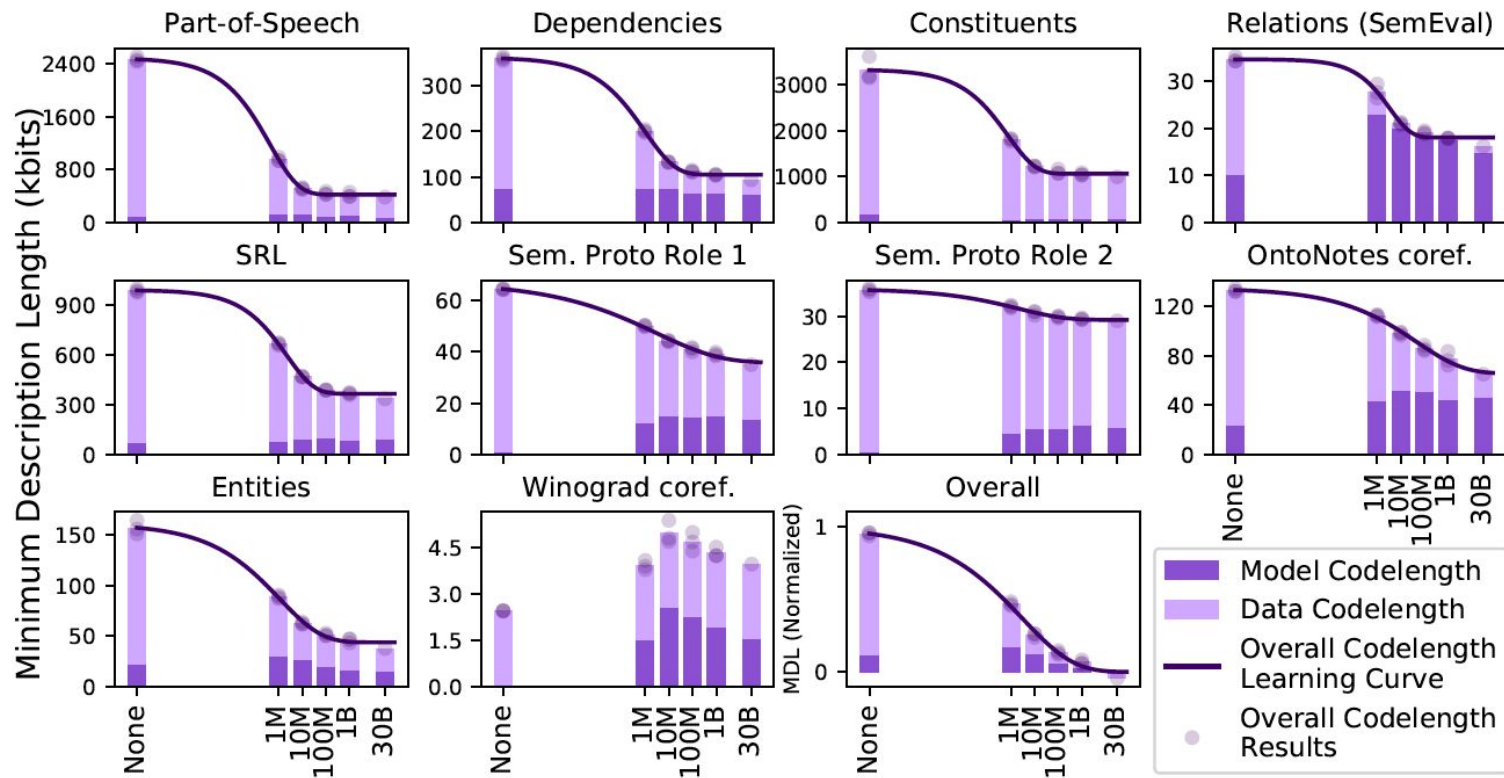 Part-of-Speech
Dependencies
Constituents
Relations (SemEval)
Minimum Description Length (kbits)
2400
1600
800
0
300
200
100
0
3000
2000
1000
0
30
20
10
0
SRL
Sem. Proto Role 1
Sem. Proto Role 2
OntoNotes coref.
900
600
300
0
60
40
20
0
30
20
10
0
120
80
40
0
None
1M
10M
100M
1B
30B
Entities
Winograd coref.
Overall
150
100
50
0
4.5
3.0
1.5
0.0
MDL (Normalized)
1
0
None
1M
10M
100M
1B
30B
None
1M
10M
100M
1B
30B
None
1M
10M
100M
1B
30B
Model Codelength
Data Codelength
Overall Codelength
Learning Curve
Overall Codelength
Results